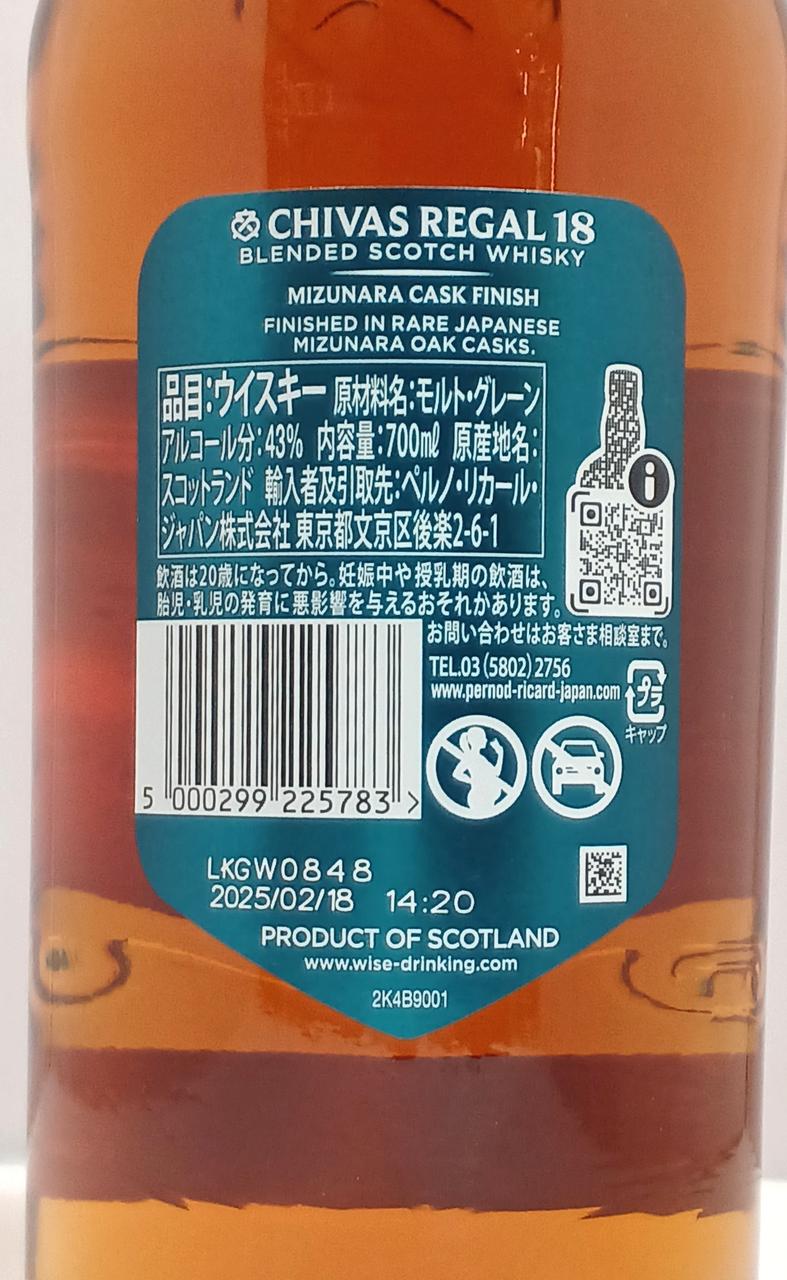 CHIVAS REGAL 18
BLENDED SCOTCH WHISKY
MIZUNARA CASK FINISH
FINISHED IN RARE JAPANESE
MIZUNARA OAK CASKS.
品目:ウイスキー 原材料名:モルト・グレーン
アルコール分:43% 内容量:700mℓ 原産地名:
スコットランド 輸入者及引取先:ペルノ・リカール・
ジャパン株式会社 東京都文京区後楽2-6-1
飲酒は20歳になってから。妊娠中や授乳期の飲酒は、
胎児・乳児の発育に悪影響を与えるおそれがあります。
お問い合わせはお客さま相談室まで。
TEL.03(5802)2756
www.pernod-ricard-japan.com
プラ
キャップ
5 000299 225783 >
LKGW0848
2025/02/18 14:20
PRODUCT OF SCOTLAND
www.wise-drinking.com
2K4B9001